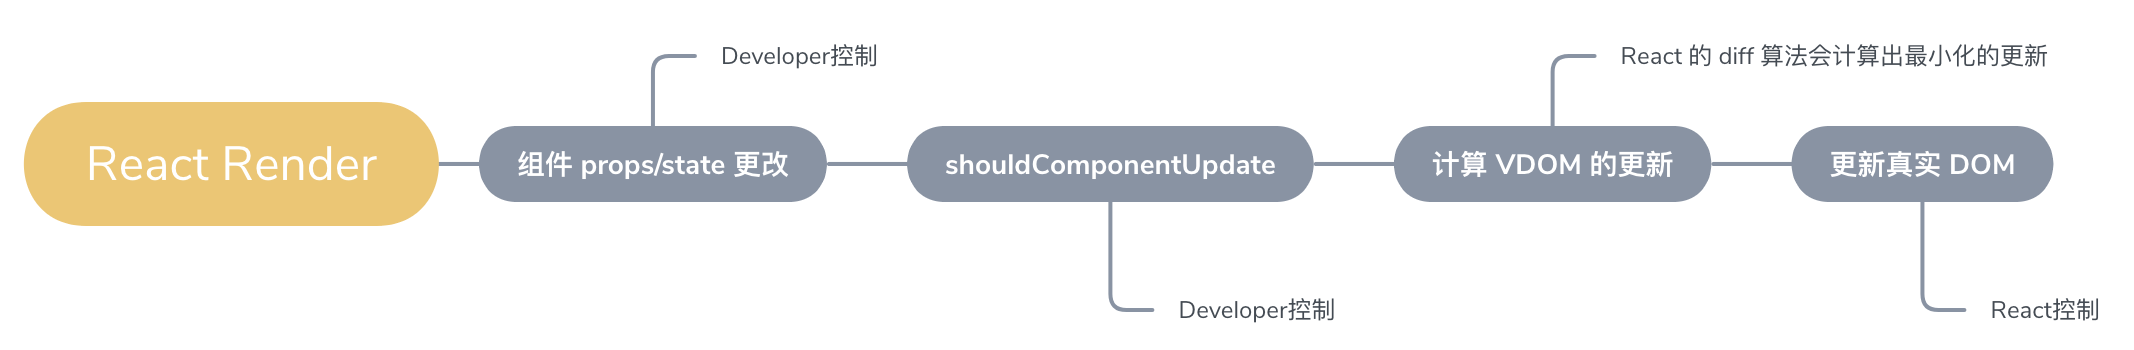 Developer控制
React 的 diff 算法会计算出最小化的更新
React Render
组件 props/state 更改
shouldComponentUpdate
计算 VDOM 的更新
更新真实 DOM
Developer控制
React控制